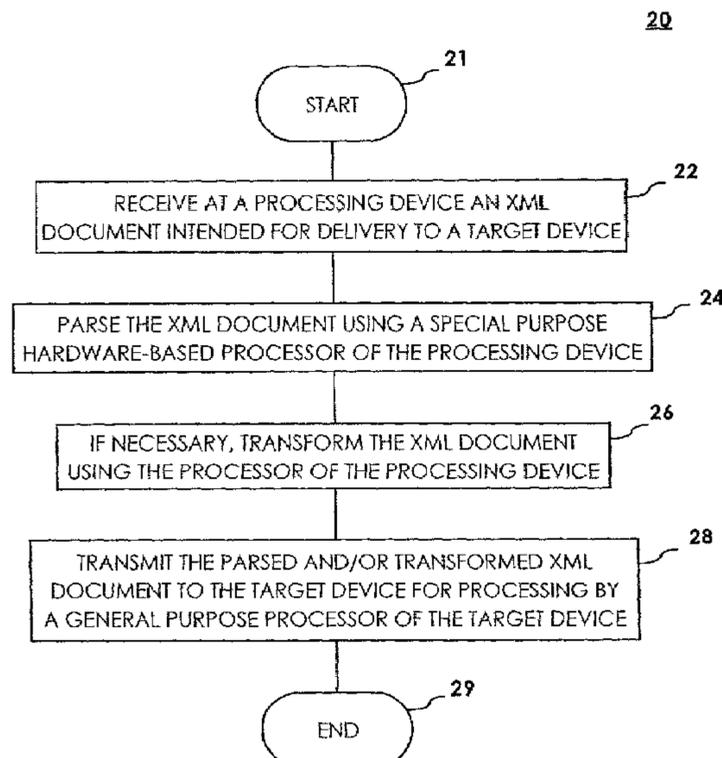 20
21
START
22
RECEIVE AT A PROCESSING DEVICE AN XML
DOCUMENT INTENDED FOR DELIVERY TO A TARGET DEVICE
24
PARSE THE XML DOCUMENT USING A SPECIAL PURPOSE
HARDWARE-BASED PROCESSOR OF THE PROCESSING DEVICE
26
IF NECESSARY, TRANSFORM THE XML DOCUMENT
USING THE PROCESSOR OF THE PROCESSING DEVICE
28
TRANSMIT THE PARSED AND/OR TRANSFORMED XML
DOCUMENT TO THE TARGET DEVICE FOR PROCESSING BY
A GENERAL PURPOSE PROCESSOR OF THE TARGET DEVICE
29
END